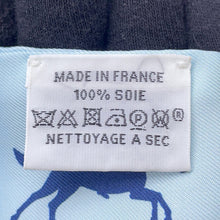 MADE IN FRANCE
100% SOIE
NETTOYAGE A SEC